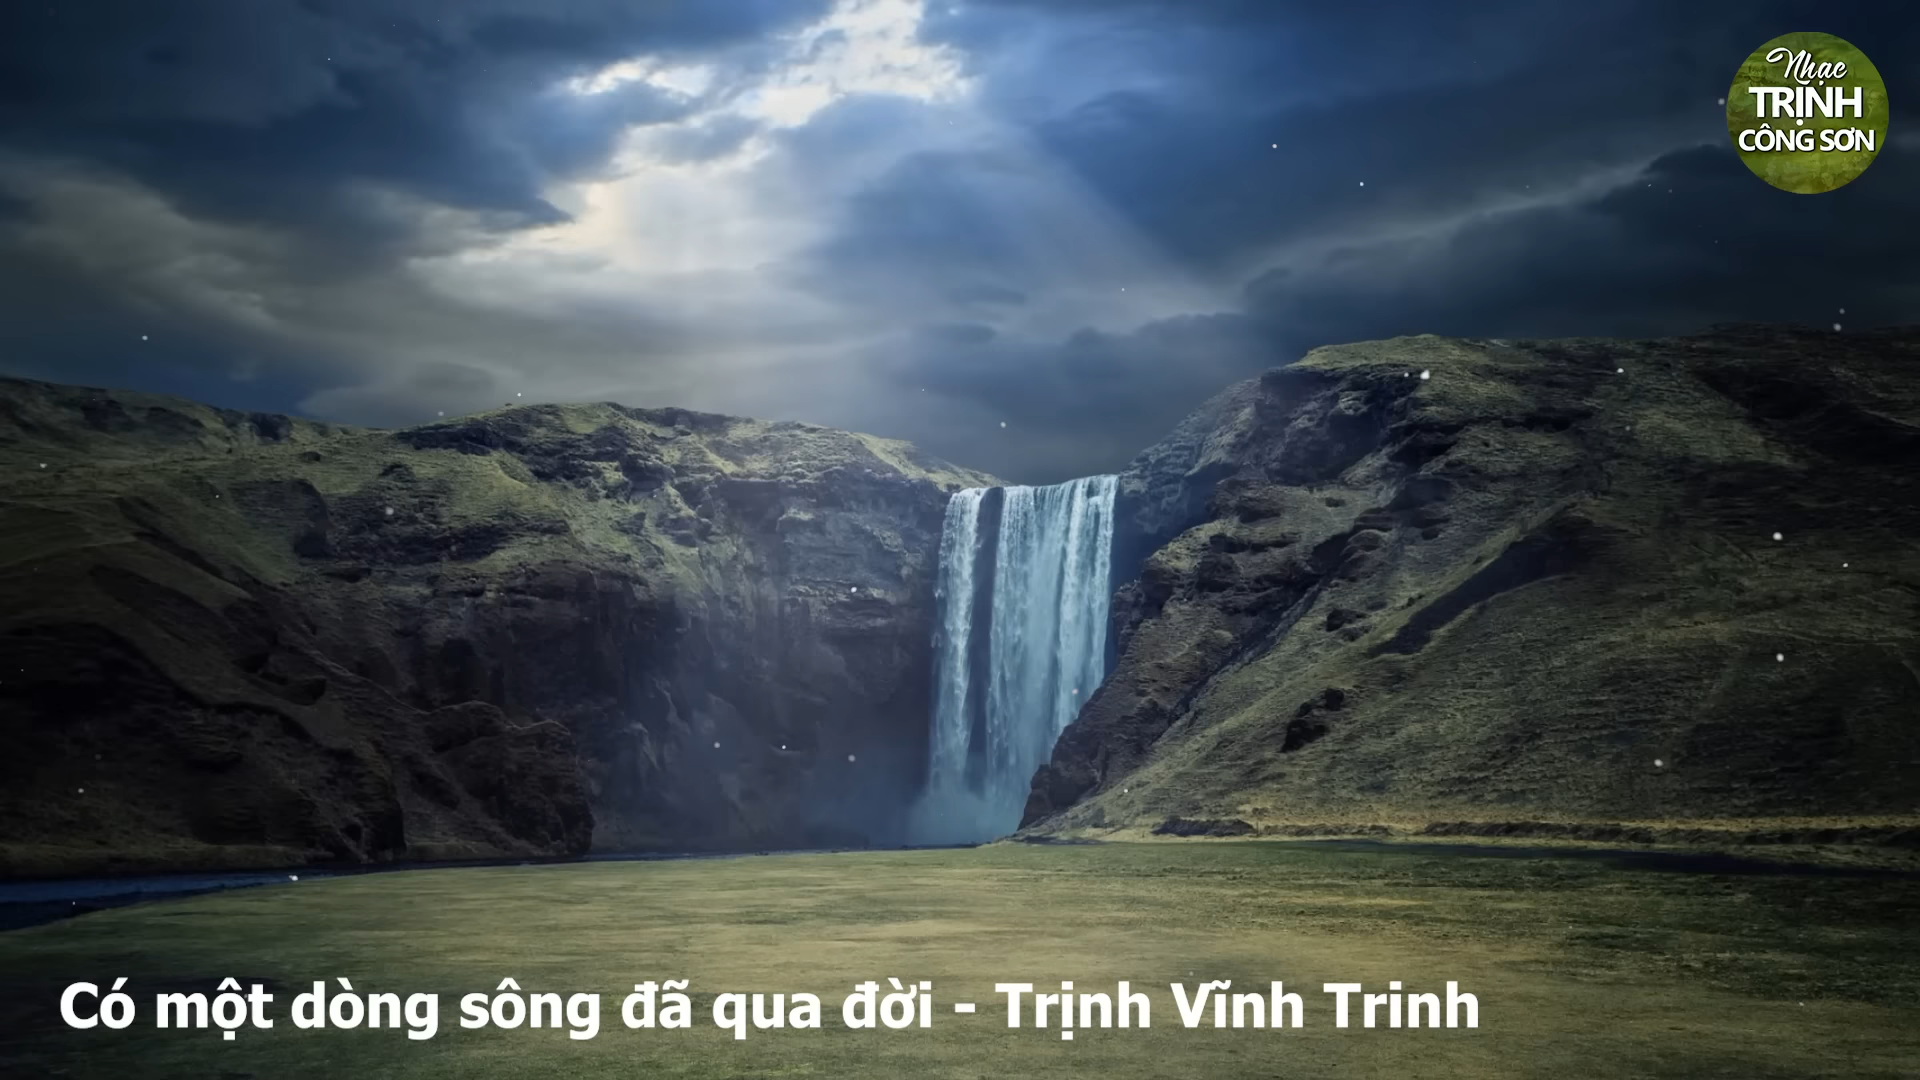 Nhạc
TRỊNH
CÔNG SƠN
Có một dòng sông đã qua đời - Trịnh Vĩnh Trinh